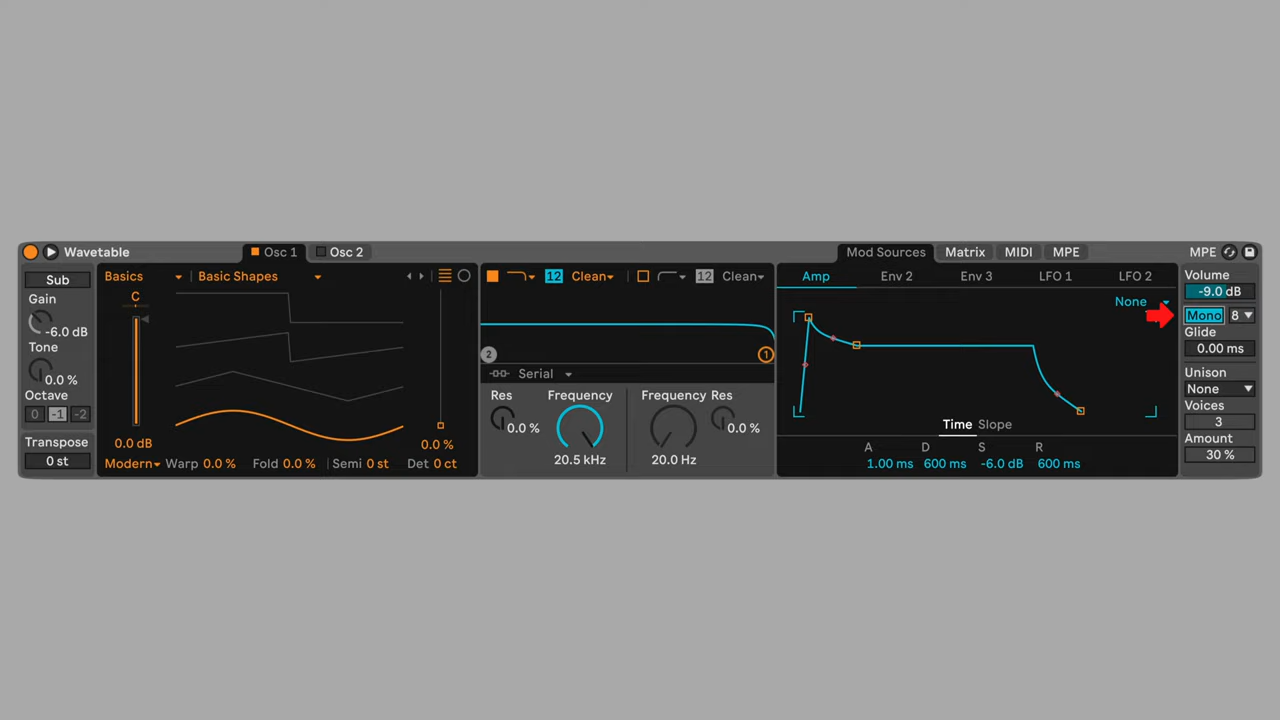 Wavetable
Osc 1
Osc 2
Mod Sources
Matrix
MIDI
MPE
MPE
Sub
Gain
-6.0 dB
Tone
0.0 %
Octave
0 -1 -2
Transpose
0 st
Basics
Basic Shapes
C
0.0 dB
0.0 %
Modern
Warp 0.0 %
Fold 0.0 %
Semi 0 st
Det 0 ct
12 Clean
12 Clean
2
1
Serial
Res
0.0 %
Frequency
20.5 kHz
Frequency
20.0 Hz
Res
0.0 %
Amp
Env 2
Env 3
LFO 1
LFO 2
None
Time Slope
A D S R
1.00 ms 600 ms -6.0 dB 600 ms
Volume
-9.0 dB
Mono 8
Glide
0.00 ms
Unison
None
Voices
3
Amount
30 %